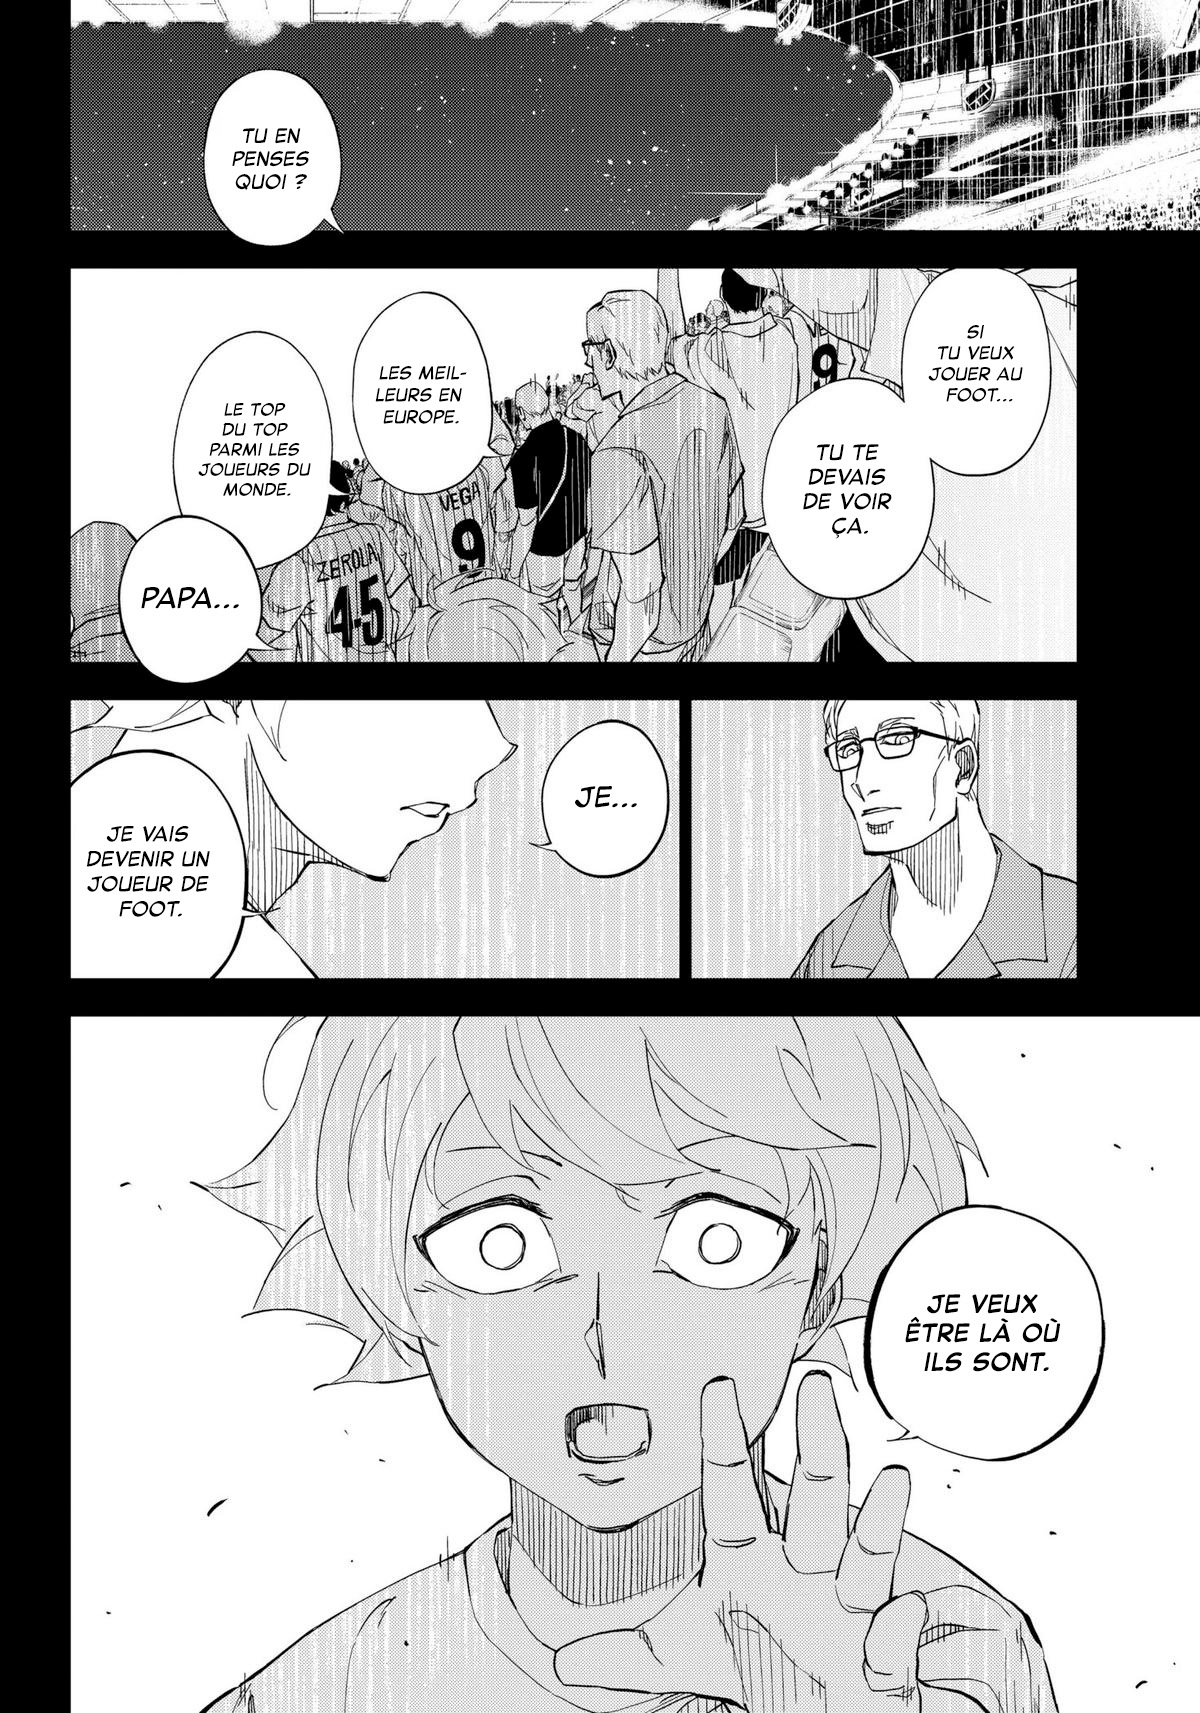 TU EN
PENSES
QUOI ?
SI
TU VEUX
JOUER AU
FOOT...
TU TE
DEVAIS
DE VOIR
ÇA.
LES MEIL-
LEURS EN
EUROPE.
LE TOP
DU TOP
PARMI LES
JOUEURS DU
MONDE.
9
VEGA
9
ZEROLA
45
PAPA...
JE...
JE VAIS
DEVENIR UN
JOUEUR DE
FOOT.
JE VEUX
ÊTRE LÀ OÙ
ILS SONT.